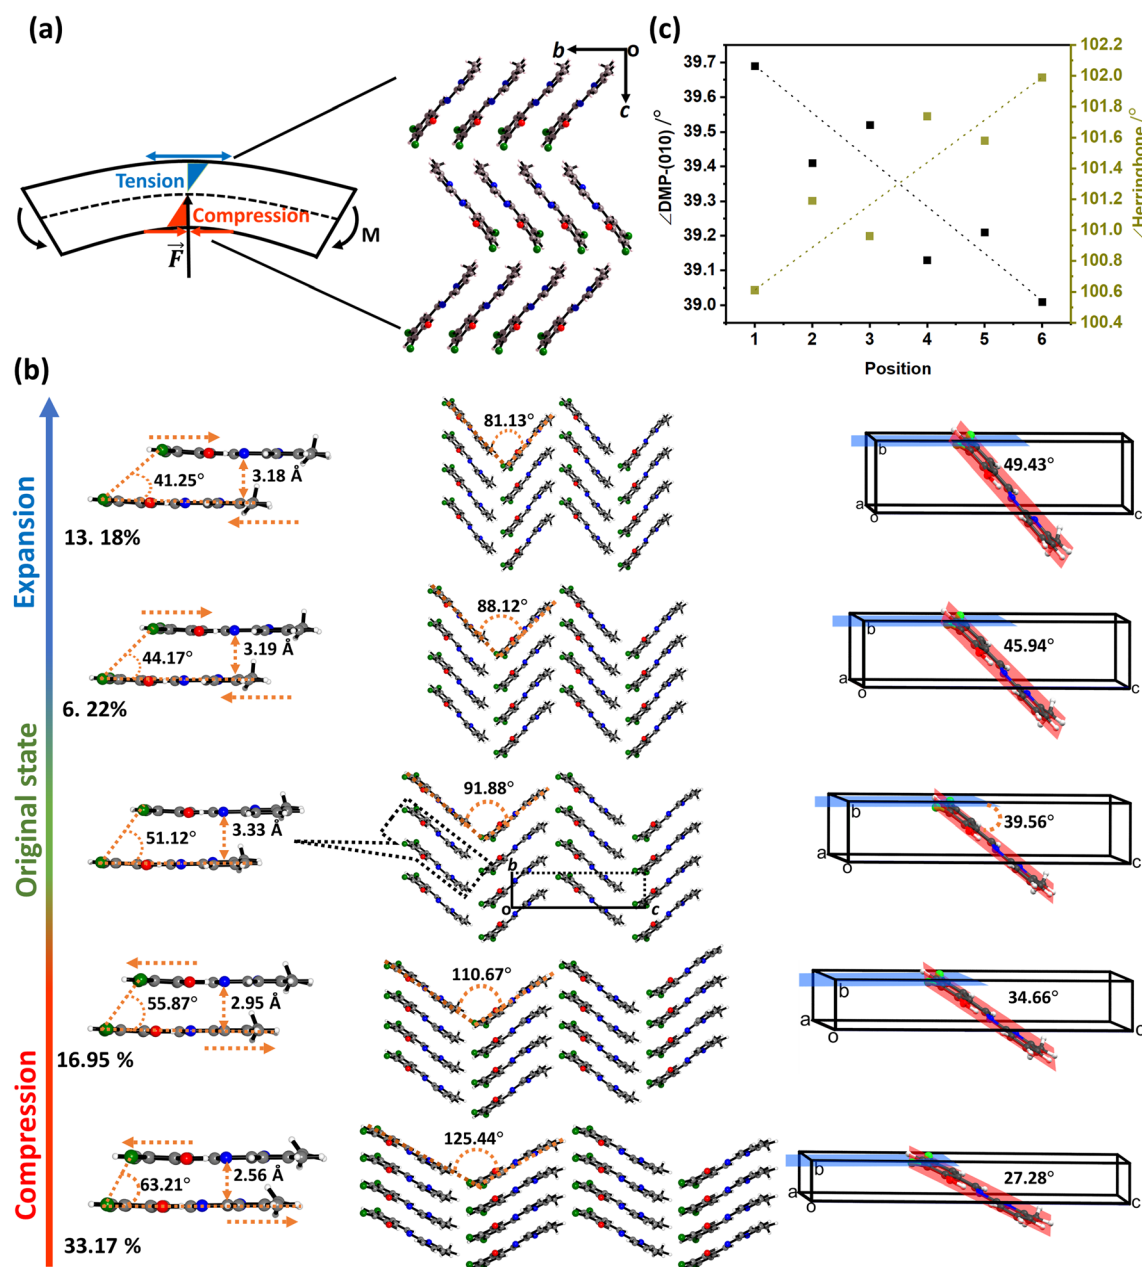 (a)
b
o
c
Tension
Compression
F
M
(c)
∠DMP-(010) /°
39.7
39.6
39.5
39.4
39.3
39.2
39.1
39.0
102.2
102.0
101.8
101.6
101.4
101.2
101.0
100.8
100.6
100.4
∠Herringbone /°
1 2 3 4 5 6
Position
(b)
Expansion
Original state
Compression
41.25°
3.18 Å
13. 18%
81.13°
b
a
o
c
49.43°
44.17°
3.19 Å
6. 22%
88.12°
b
a
o
c
45.94°
51.12°
3.33 Å
91.88°
b
o
c
b
a
o
c
39.56°
55.87°
2.95 Å
16.95 %
110.67°
b
a
o
c
34.66°
63.21°
2.56 Å
33.17 %
125.44°
b
a
o
c
27.28°